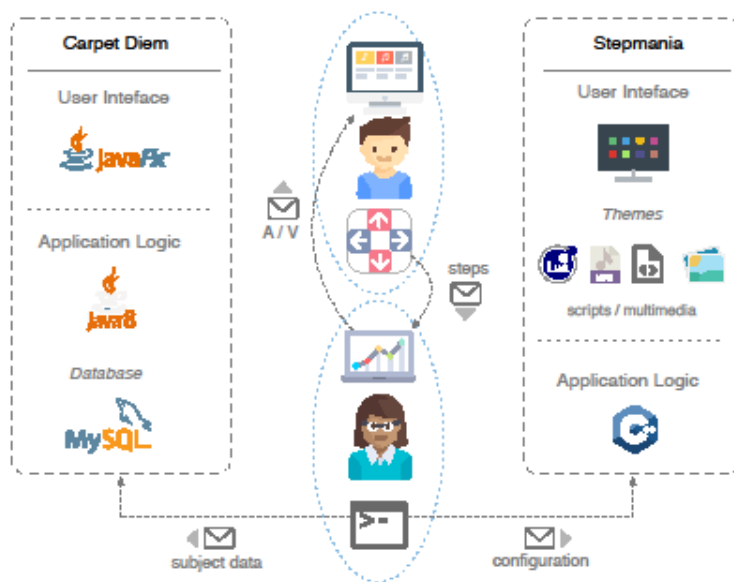 Carpet Diem
User Inteface
JavaFx
Application Logic
Java8
Database
MySQL
A / V
steps
Stepmania
User Inteface
Themes
scripts / multimedia
Application Logic
C++
>-
subject data
configuration